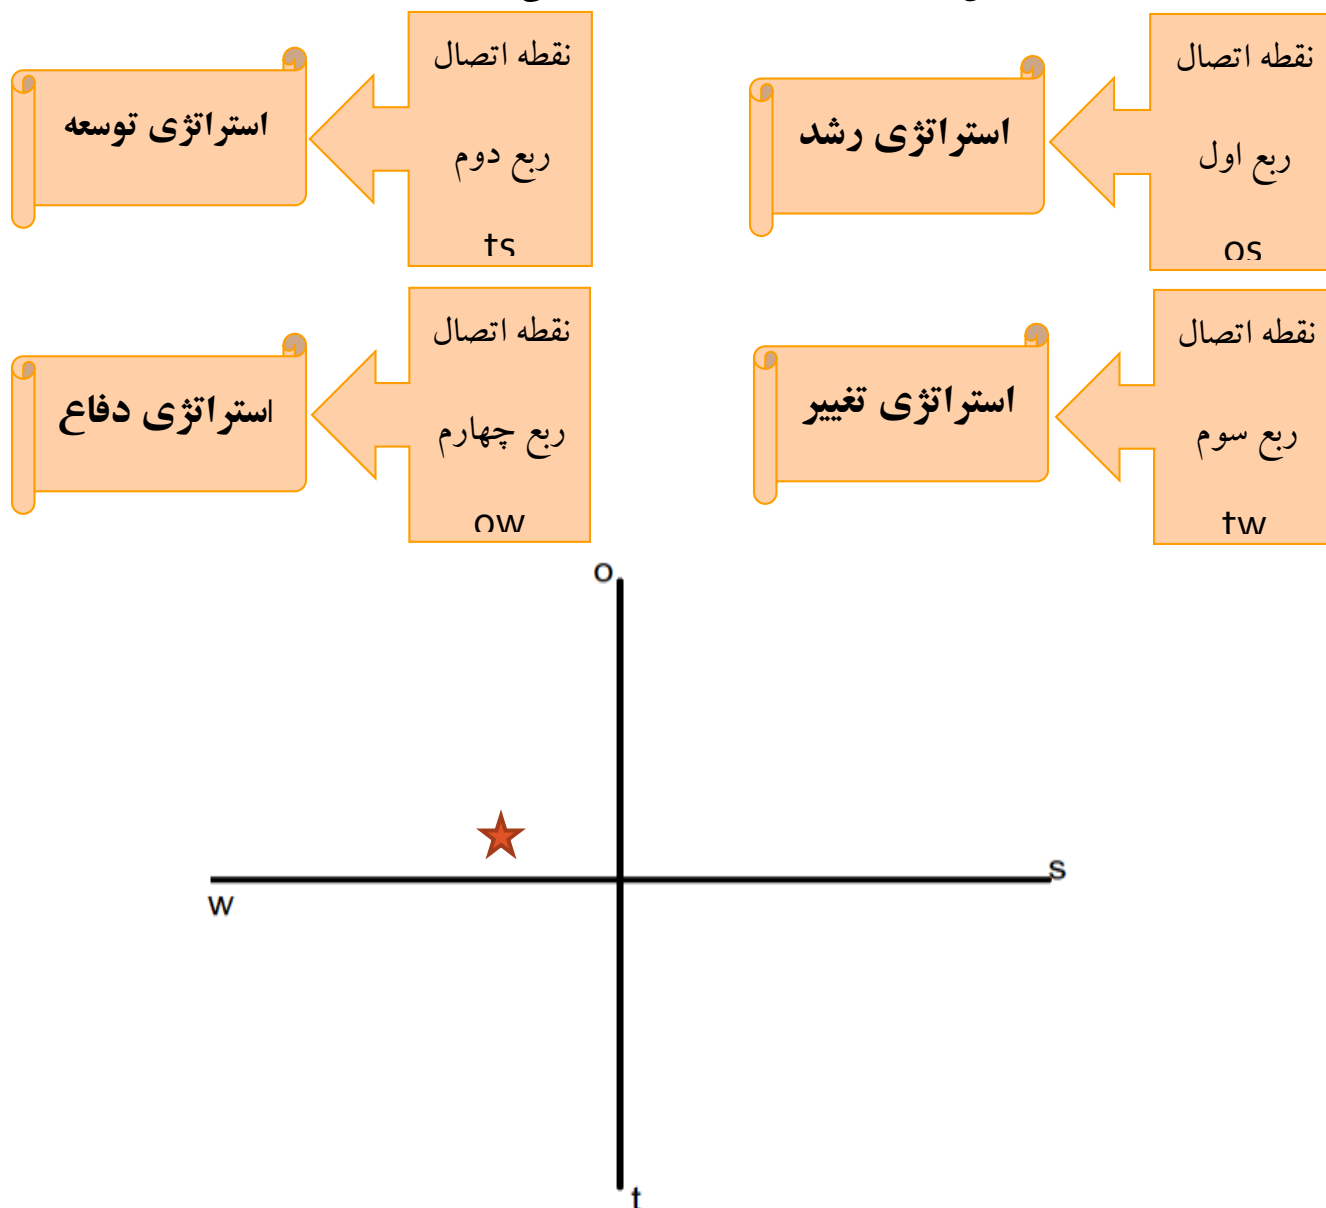 نقطه اتصال
ربع اول
os
استراتژی رشد
نقطه اتصال
ربع دوم
ts
استراتژی توسعه
نقطه اتصال
ربع سوم
tw
استراتژی تغییر
نقطه اتصال
ربع چهارم
ow
استراتژی دفاع
o
s
w
t